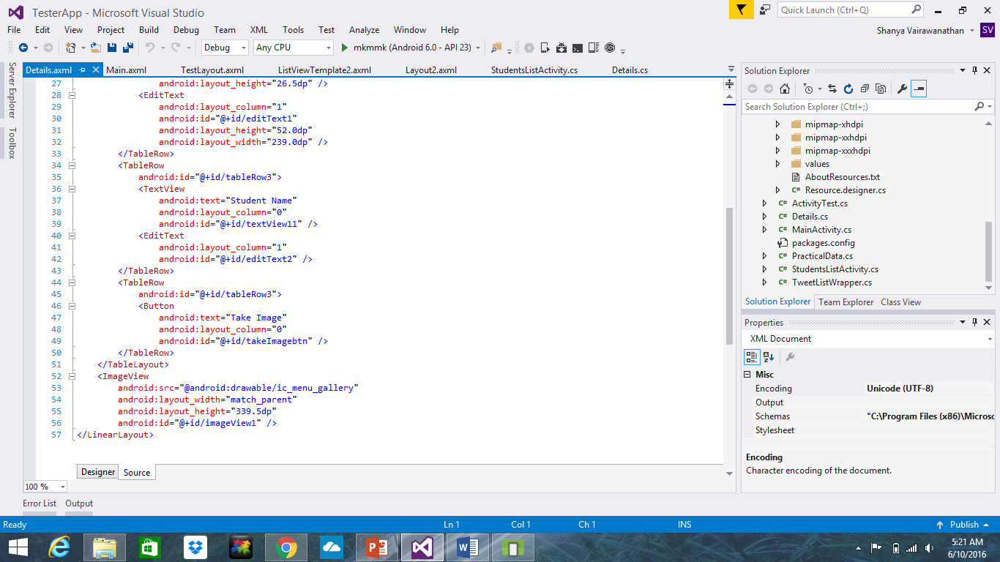 TesterApp - Microsoft Visual Studio
Quick Launch (Ctrl+Q)
File Edit View Project Build Debug Team XML Tools Test Analyze Window Help
Shanya Vairawanathan SV
Debug Any CPU mkmmk (Android 6.0 - API 23)
Server Explorer
Toolbox
Details.axml Main.axml TestLayout.axml ListViewTemplate2.axml Layout2.axml StudentsListActivity.cs Details.cs
27 android:layout_height="26.5dp" />
28 <EditText
29 android:layout_column="1"
30 android:id="@+id/editText1"
31 android:layout_height="52.0dp"
32 android:layout_width="239.0dp" />
33 </TableRow>
34 <TableRow
35 android:id="@+id/tableRow3">
36 <TextView
37 android:text="Student Name"
38 android:layout_column="0"
39 android:id="@+id/textView11" />
40 <EditText
41 android:layout_column="1"
42 android:id="@+id/editText2" />
43 </TableRow>
44 <TableRow
45 android:id="@+id/tableRow3">
46 <Button
47 android:text="Take Image"
48 android:layout_column="0"
49 android:id="@+id/takeImagebtn" />
50 </TableRow>
51 </TableLayout>
52 <ImageView
53 android:src="@android:drawable/ic_menu_gallery"
54 android:layout_width="match_parent"
55 android:layout_height="339.5dp"
56 android:id="@+id/imageView1" />
57 </LinearLayout>
Designer Source
100 %
Error List Output
Solution Explorer
Search Solution Explorer (Ctrl+;)
mipmap-xhdpi
mipmap-xxhdpi
mipmap-xxxhdpi
values
AboutResources.txt
C# Resource.designer.cs
C# ActivityTest.cs
C# Details.cs
C# MainActivity.cs
packages.config
C# PracticalData.cs
C# StudentsListActivity.cs
C# TweetListWrapper.cs
Solution Explorer Team Explorer Class View
Properties
XML Document
Misc
Encoding Unicode (UTF-8)
Output
Schemas "C:\Program Files (x86)\Microsc
Stylesheet
Encoding
Character encoding of the document.
Ready Ln 1 Col 1 Ch 1 INS Publish
5:21 AM
6/10/2016